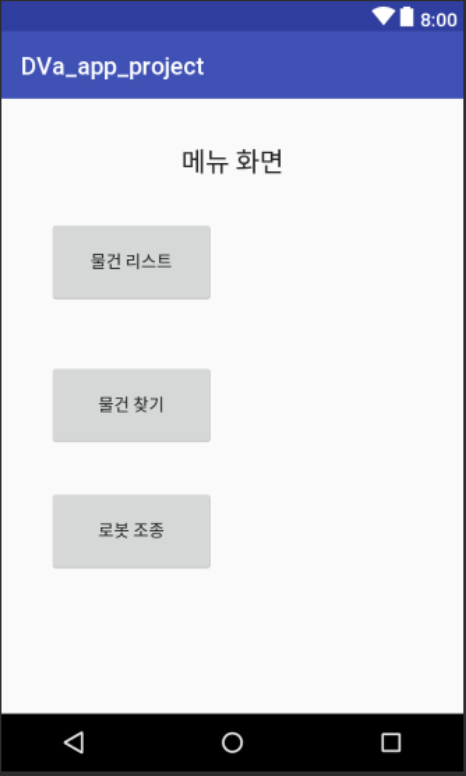 8:00
DVa_app_project
메뉴 화면
물건 리스트
물건 찾기
로봇 조종